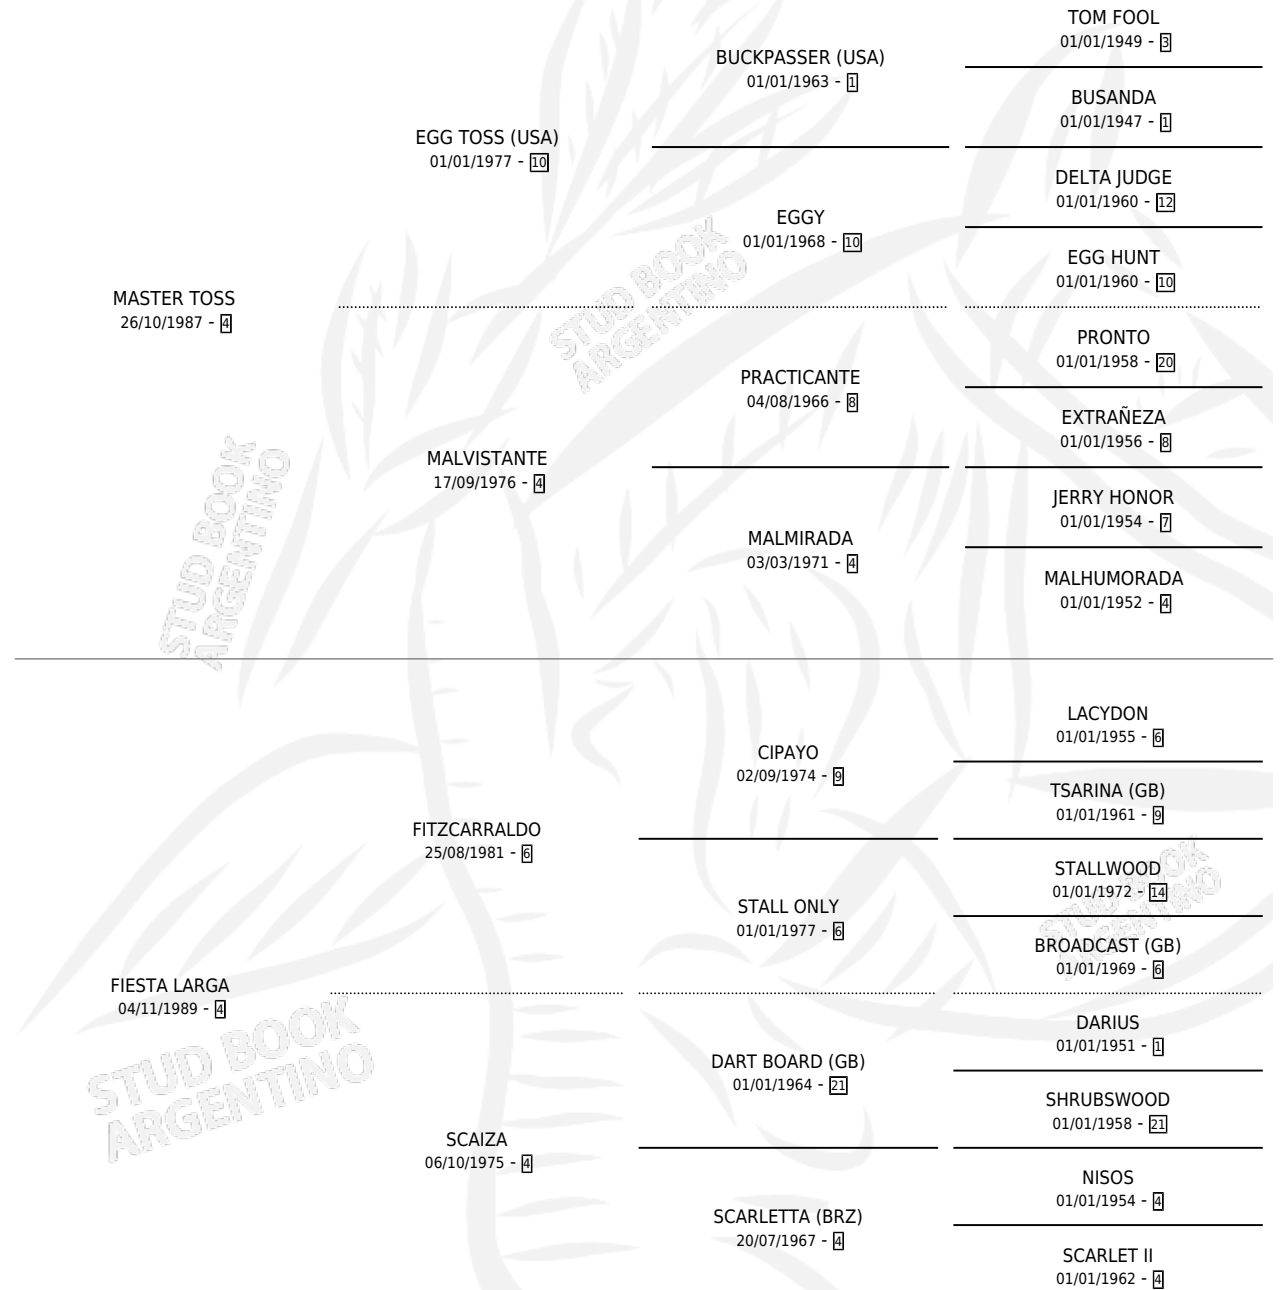 TOM FOOL
01/01/1949 - 3
BUCKPASSER (USA)
01/01/1963 - 1
BUSANDA
01/01/1947 - 1
EGG TOSS (USA)
01/01/1977 - 10
DELTA JUDGE
01/01/1960 - 12
EGGY
01/01/1968 - 10
EGG HUNT
01/01/1960 - 10
MASTER TOSS
26/10/1987 - 4
PRONTO
01/01/1958 - 20
PRACTICANTE
04/08/1966 - 8
EXTRAÑEZA
01/01/1956 - 8
MALVISTANTE
17/09/1976 - 4
JERRY HONOR
01/01/1954 - 7
MALMIRADA
03/03/1971 - 4
MALHUMORADA
01/01/1952 - 4
LACYDON
01/01/1955 - 6
CIPAYO
02/09/1974 - 9
TSARINA (GB)
01/01/1961 - 9
FITZCARRALDO
25/08/1981 - 6
STALLWOOD
01/01/1972 - 14
STALL ONLY
01/01/1977 - 6
BROADCAST (GB)
01/01/1969 - 6
FIESTA LARGA
04/11/1989 - 4
DARIUS
01/01/1951 - 1
DART BOARD (GB)
01/01/1964 - 21
SHRUBSWOOD
01/01/1958 - 21
SCAIZA
06/10/1975 - 4
NISOS
01/01/1954 - 4
SCARLETTA (BRZ)
20/07/1967 - 4
SCARLET II
01/01/1962 - 4
STUD BOOK
ARGENTINO
STUD BOOK
ARGENTINO
STUD BOOK
ARGENTINO
STUD BOOK
ARGENTINO